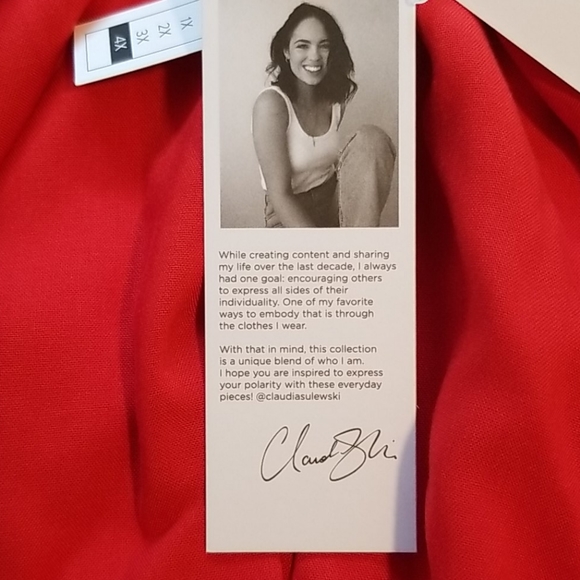 1X
2X
3X
4X
While creating content and sharing
my life over the last decade, I always
had one goal: encouraging others
to express all sides of their
individuality. One of my favorite
ways to embody that is through
the clothes I wear.
With that in mind, this collection
is a unique blend of who I am.
I hope you are inspired to express
your polarity with these everyday
pieces! @claudiasulewski